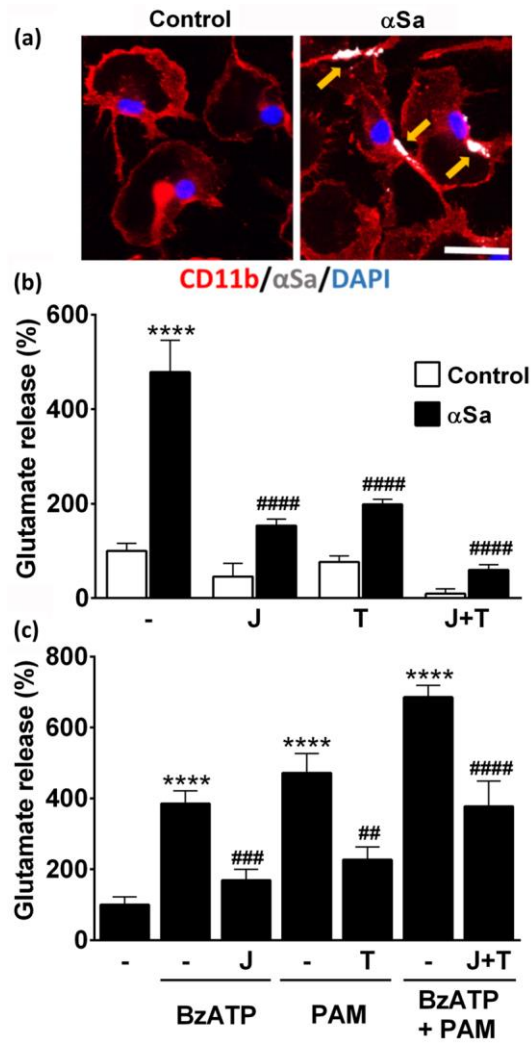 (a)
Control
αSa
CD11b/αSa/DAPI
(b)
Glutamate release (%)
600
400
200
0
****
####
####
####
Control
αSa
- J T J+T
(c)
Glutamate release (%)
800
600
400
200
0
****
###
****
##
****
####
- - J - T - J+T
BzATP PAM BzATP
+ PAM